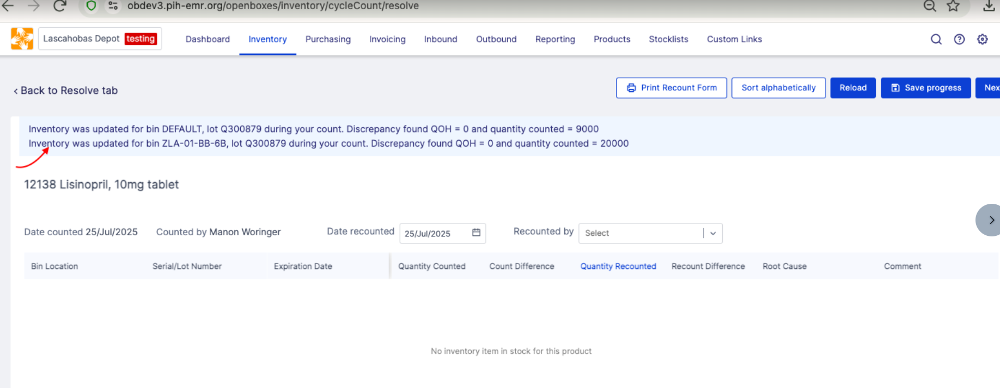 obdev3.pih-emr.org/openboxes/inventory/cycleCount/resolve
Lascahobas Depot testing Dashboard Inventory Purchasing Invoicing Inbound Outbound Reporting Products Stocklists Custom Links
‹ Back to Resolve tab Print Recount Form Sort alphabetically Reload Save progress Nex
Inventory was updated for bin DEFAULT, lot Q300879 during your count. Discrepancy found QOH = 0 and quantity counted = 9000
Inventory was updated for bin ZLA-01-BB-6B, lot Q300879 during your count. Discrepancy found QOH = 0 and quantity counted = 20000
12138 Lisinopril, 10mg tablet
Date counted 25/Jul/2025 Counted by Manon Woringer Date recounted 25/Jul/2025 Recounted by Select
Bin Location Serial/Lot Number Expiration Date Quantity Counted Count Difference Quantity Recounted Recount Difference Root Cause Comment
No inventory item in stock for this product